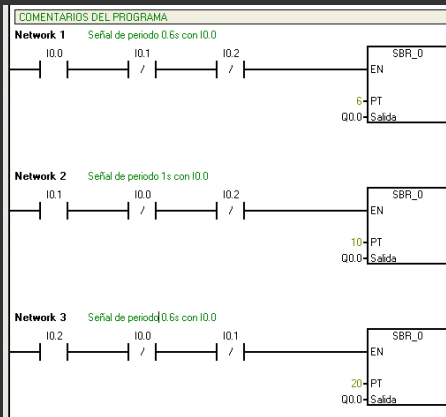 COMENTARIOS DEL PROGRAMA
Network 1 Señal de periodo 0.6s con I0.0
I0.0 I0.1 I0.2 SBR_0
/ / EN
6 PT
Q0.0 Salida
Network 2 Señal de periodo 1s con I0.0
I0.1 I0.0 I0.2 SBR_0
/ / EN
10 PT
Q0.0 Salida
Network 3 Señal de periodo 0.6s con I0.0
I0.2 I0.0 I0.1 SBR_0
/ / EN
20 PT
Q0.0 Salida